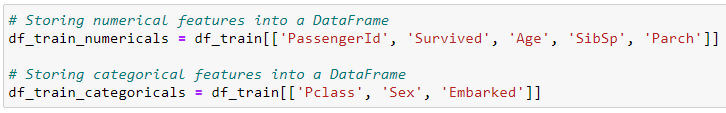 # Storing numerical features into a DataFrame
df_train_numericals = df_train[['PassengerId', 'Survived', 'Age', 'SibSp', 'Parch']]
# Storing categorical features into a DataFrame
df_train_categoricals = df_train[['Pclass', 'Sex', 'Embarked']]